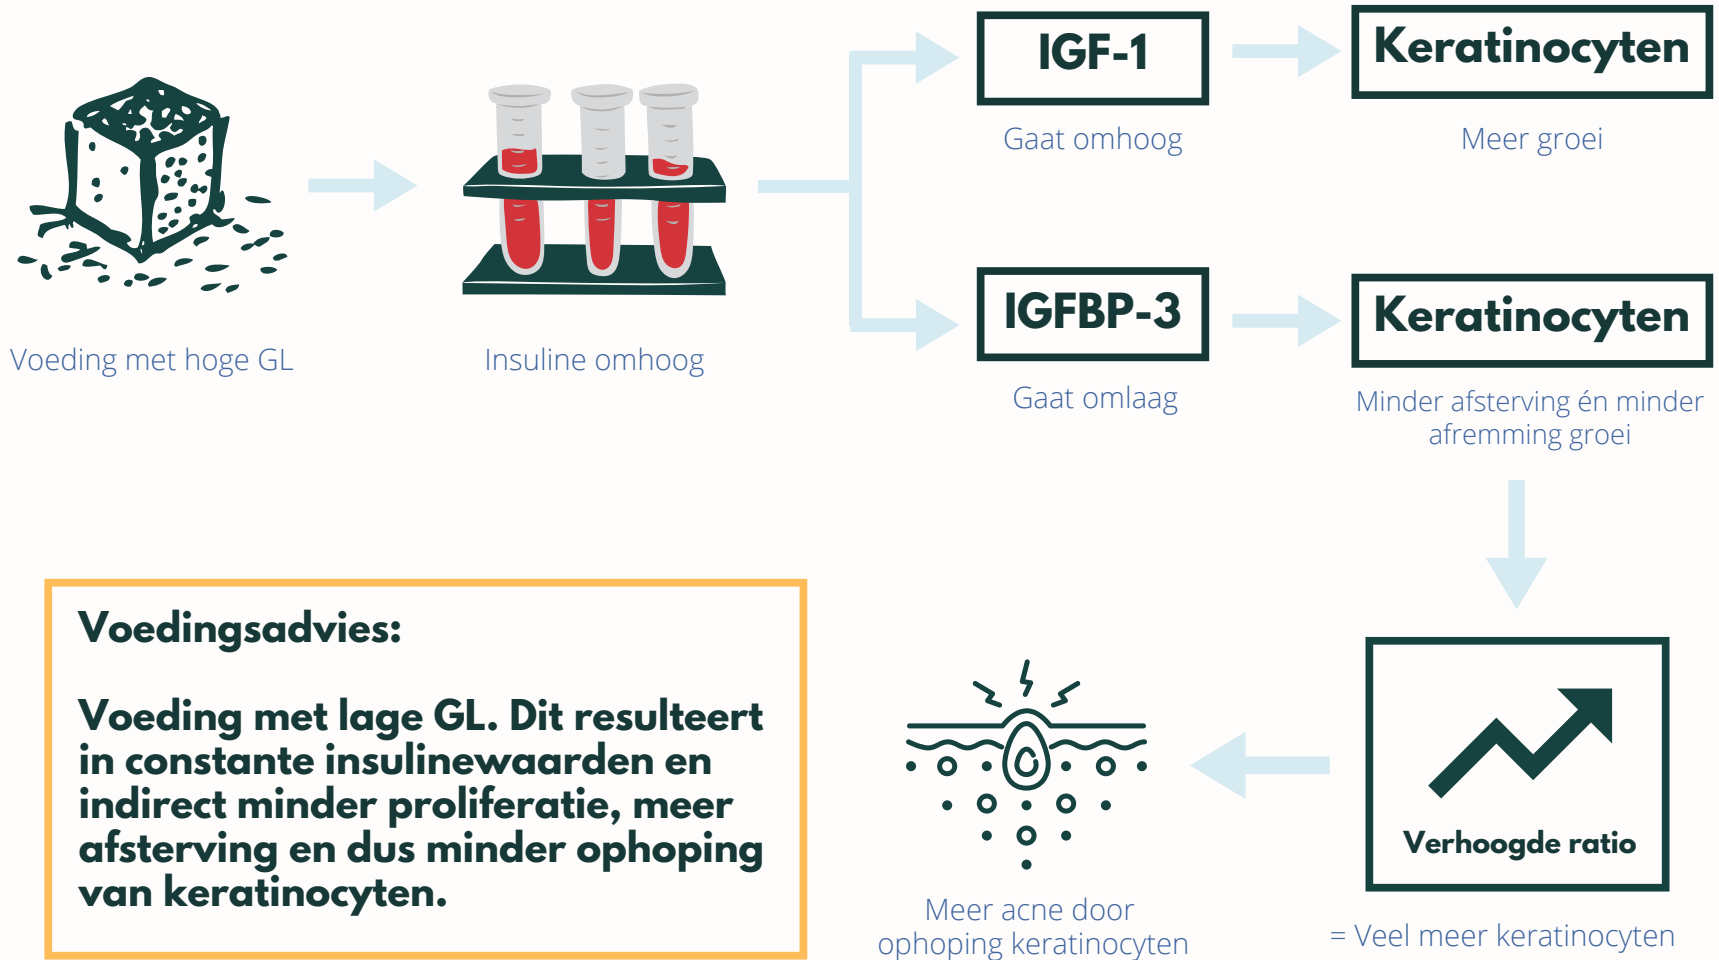 IGF-1
Keratinocyten
Gaat omhoog
Meer groei
Voeding met hoge GL
Insuline omhoog
IGFBP-3
Keratinocyten
Gaat omlaag
Minder afsterving én minder
afremming groei
Voedingsadvies:
Voeding met lage GL. Dit resulteert
in constante insulinewaarden en
indirect minder proliferatie, meer
afsterving en dus minder ophoping
van keratinocyten.
Verhoogde ratio
= Veel meer keratinocyten
Meer acne door
ophoping keratinocyten